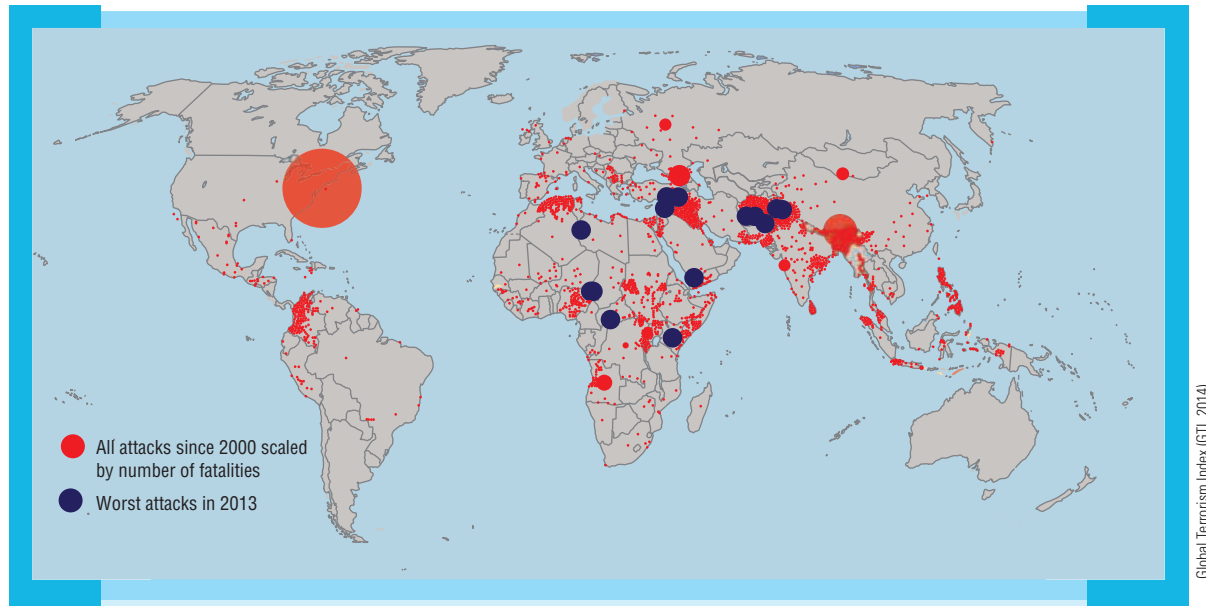 All attacks since 2000 scaled
by number of fatalities
Worst attacks in 2013
Global Terrorism Index (GTI, 2014)